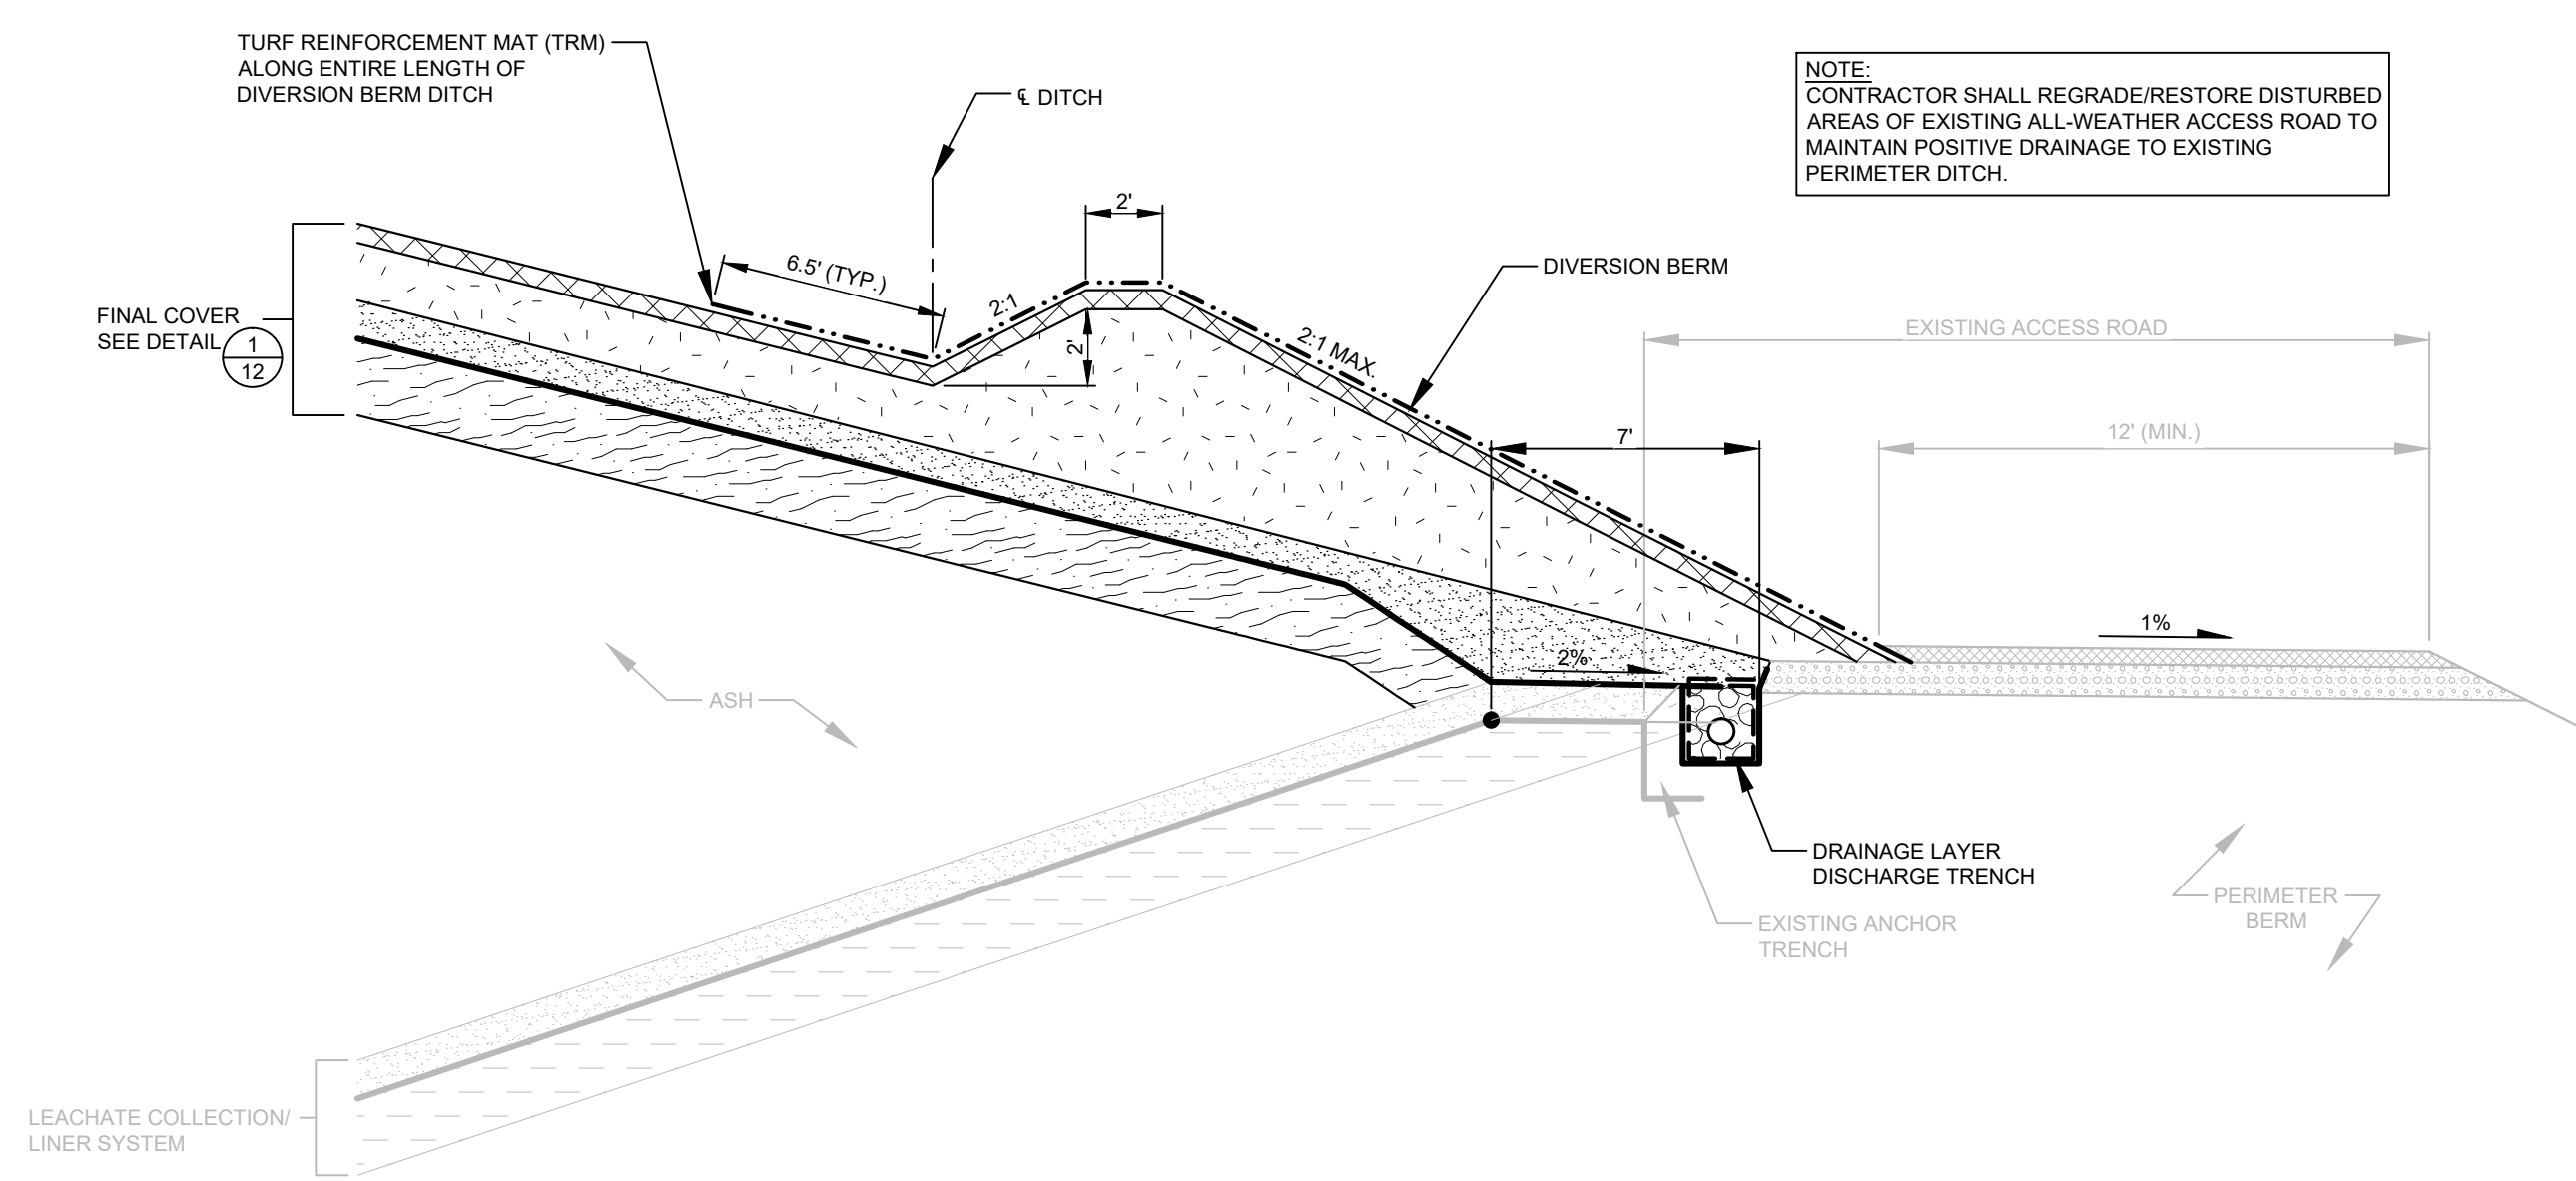 TURF REINFORCEMENT MAT (TRM)
ALONG ENTIRE LENGTH OF
DIVERSION BERM DITCH
℄ DITCH
NOTE:
CONTRACTOR SHALL REGRADE/RESTORE DISTURBED
AREAS OF EXISTING ALL-WEATHER ACCESS ROAD TO
MAINTAIN POSITIVE DRAINAGE TO EXISTING
PERIMETER DITCH.
2'
6.5' (TYP.)
2:1
DIVERSION BERM
FINAL COVER
SEE DETAIL
1
12
2'
2:1 MAX.
EXISTING ACCESS ROAD
7'
12' (MIN.)
1%
2%
ASH
DRAINAGE LAYER
DISCHARGE TRENCH
EXISTING ANCHOR
TRENCH
PERIMETER
BERM
LEACHATE COLLECTION/
LINER SYSTEM